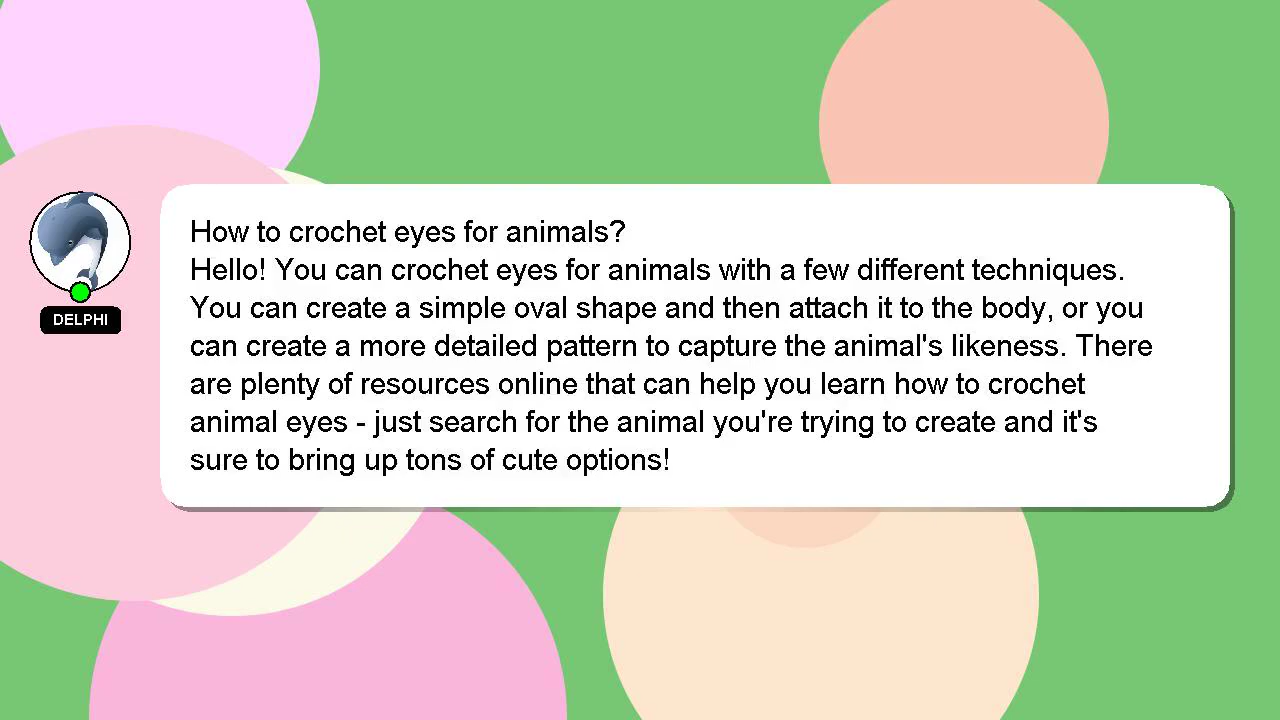 How to crochet eyes for animals?
Hello! You can crochet eyes for animals with a few different techniques.
You can create a simple oval shape and then attach it to the body, or you
can create a more detailed pattern to capture the animal's likeness. There
are plenty of resources online that can help you learn how to crochet
animal eyes - just search for the animal you're trying to create and it's
sure to bring up tons of cute options!
DELPHI